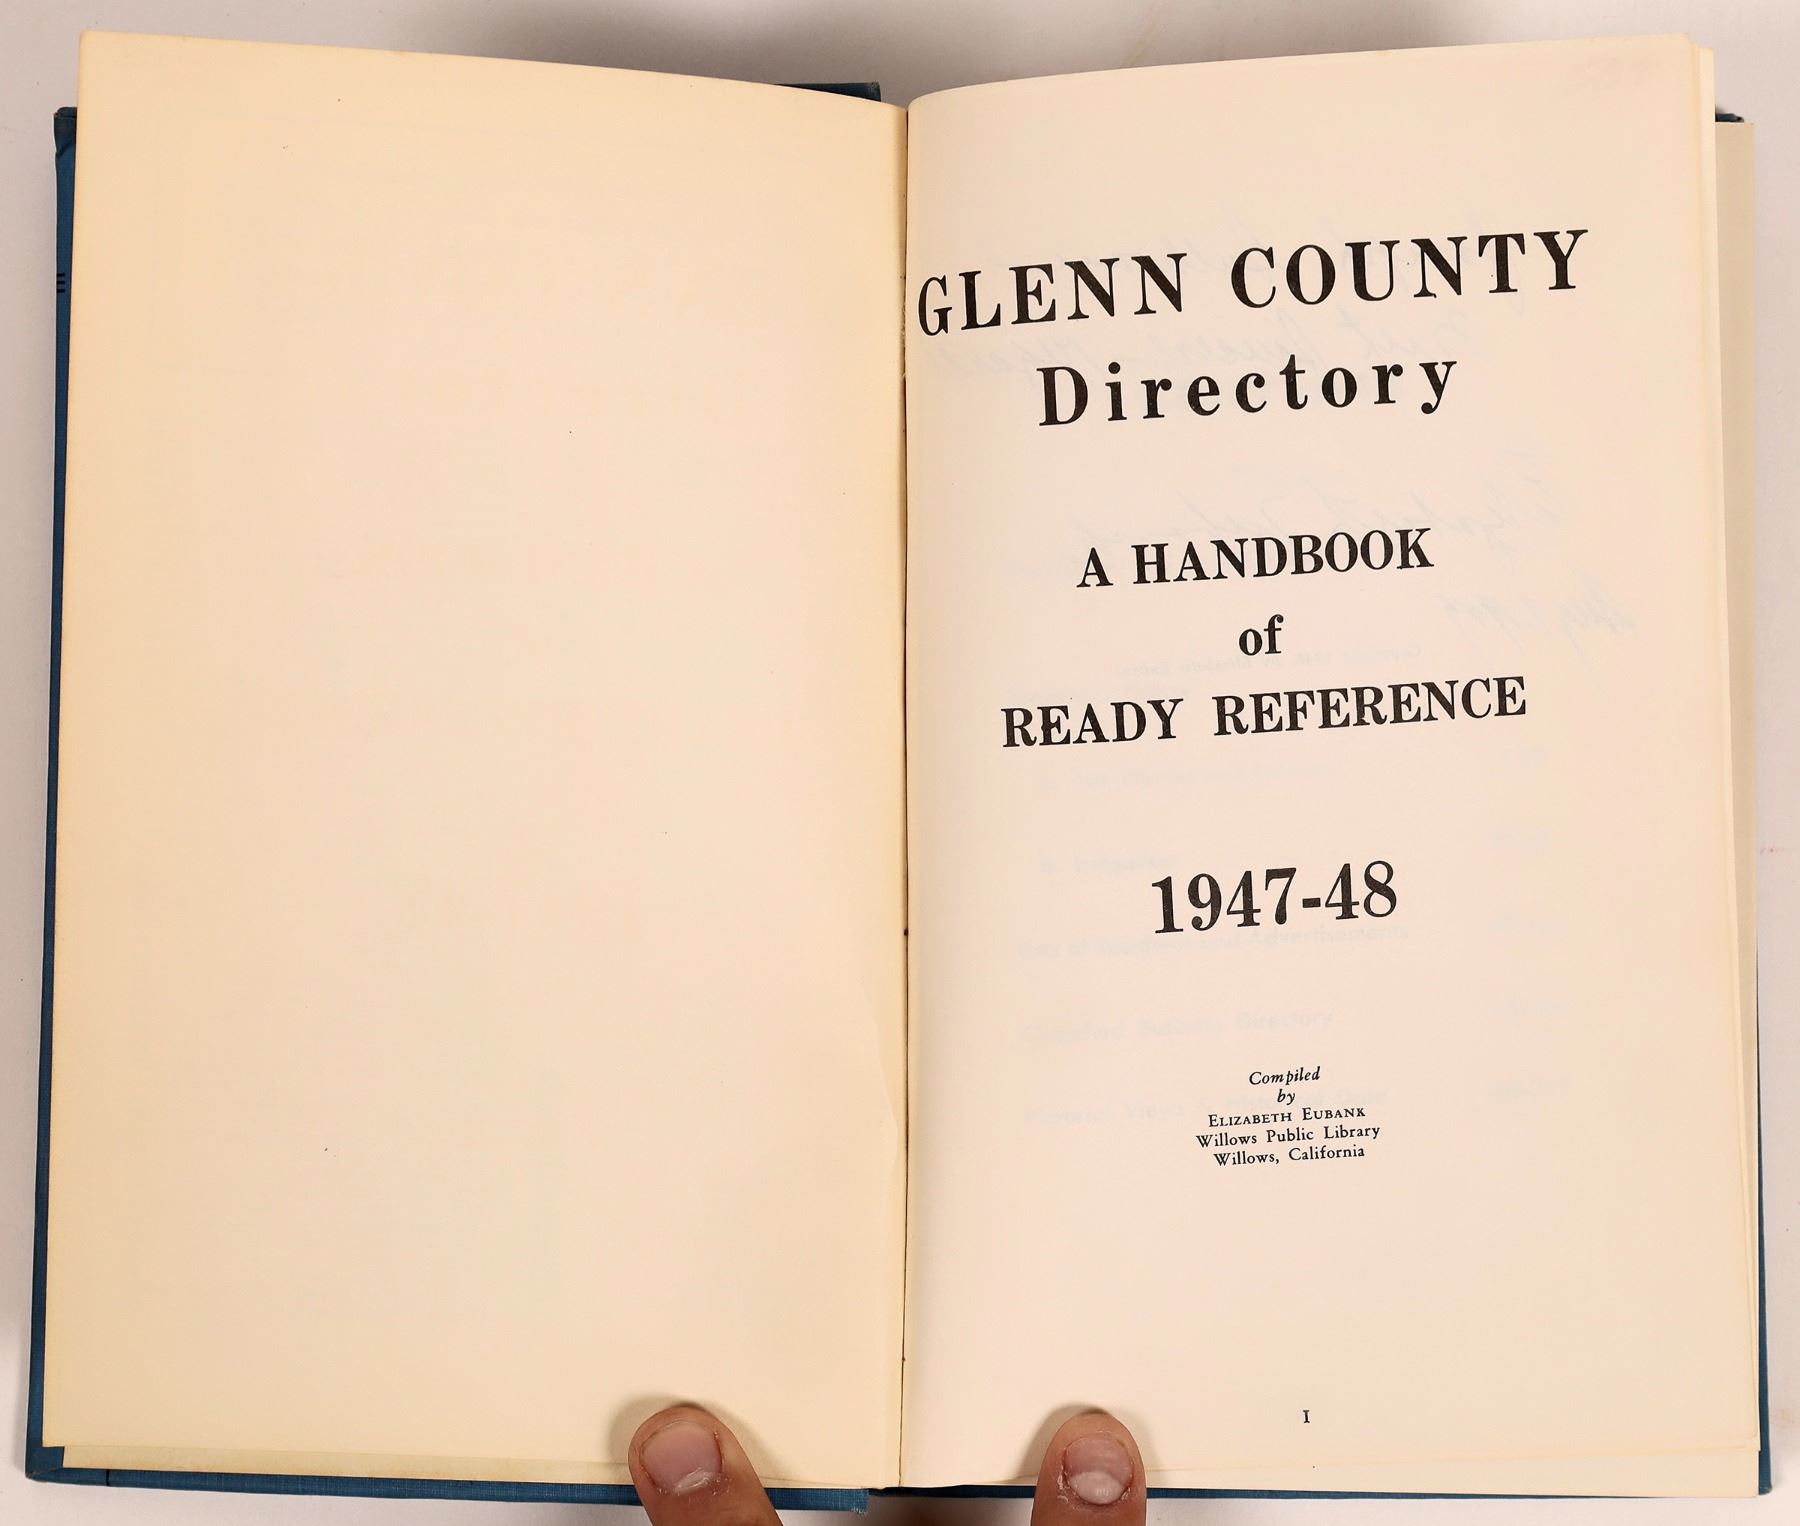 GLENN COUNTY
Directory
A HANDBOOK
of
READY REFERENCE
1947-48
Compiled
by
ELIZABETH EUBANK
Willows Public Library
Willows, California
I